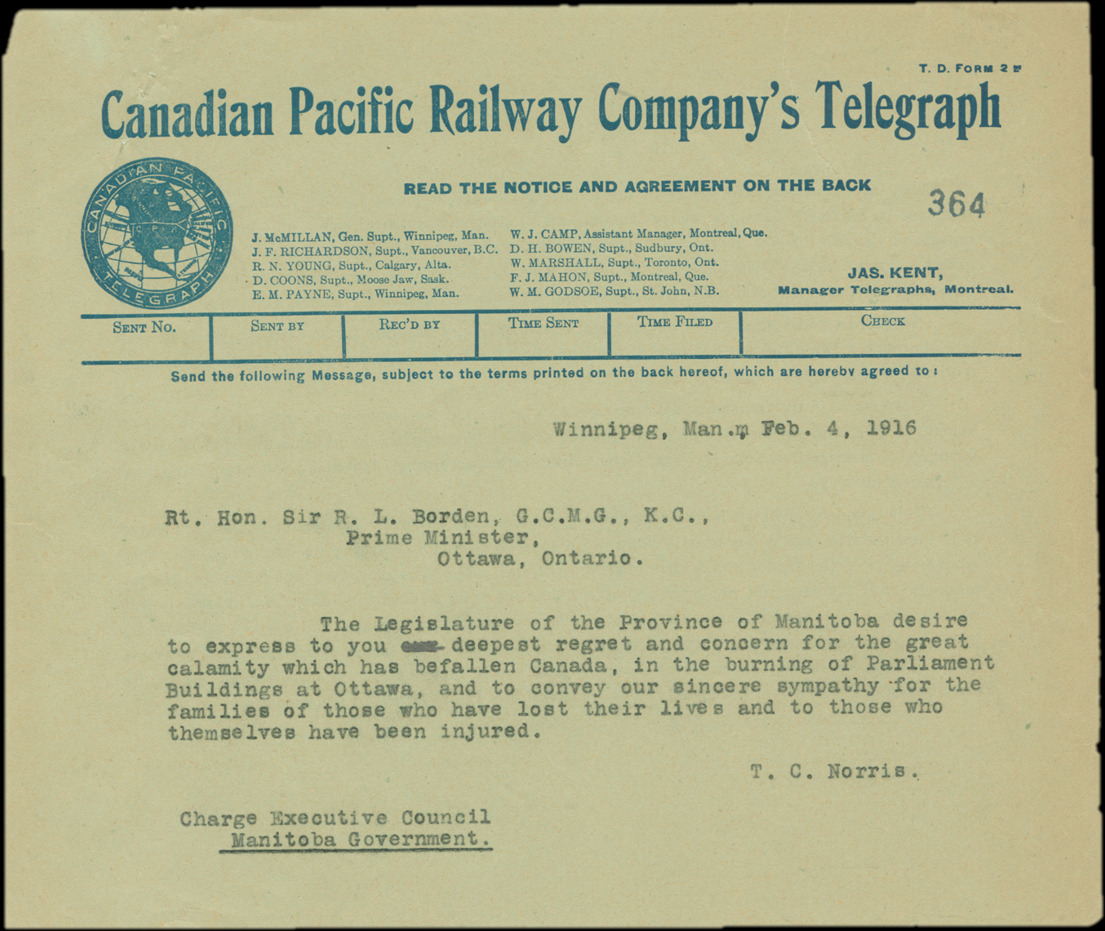 T. D. FORM 2
Canadian Pacific Railway Company's Telegraph
CANADIAN PACIFIC
TELEGRAPH
READ THE NOTICE AND AGREEMENT ON THE BACK
364
J. McMILLAN, Gen. Supt., Winnipeg, Man.
J. F. RICHARDSON, Supt., Vancouver, B.C.
R. N. YOUNG, Supt., Calgary, Alta.
D. COONS, Supt., Moose Jaw, Sask.
E. M. PAYNE, Supt., Winnipeg, Man.
W. J. CAMP, Assistant Manager, Montreal, Que.
D. H. BOWEN, Supt., Sudbury, Ont.
W. MARSHALL, Supt., Toronto, Ont.
F. J. MAHON, Supt., Montreal, Que.
W. M. GODSOE, Supt., St. John, N.B.
JAS. KENT,
Manager Telegraphs, Montreal.
SENT NO. SENT BY REC'D BY TIME SENT TIME FILED CHECK
Send the following Message, subject to the terms printed on the back hereof, which are hereby agreed to:
Winnipeg, Man., Feb. 4, 1916
Rt. Hon. Sir R. L. Borden, G.C.M.G., K.C.,
Prime Minister,
Ottawa, Ontario.
The Legislature of the Province of Manitoba desire
to express to you deepest regret and concern for the great
calamity which has befallen Canada, in the burning of Parliament
Buildings at Ottawa, and to convey our sincere sympathy for the
families of those who have lost their lives and to those who
themselves have been injured.
T. C. Norris.
Charge Executive Council
Manitoba Government.